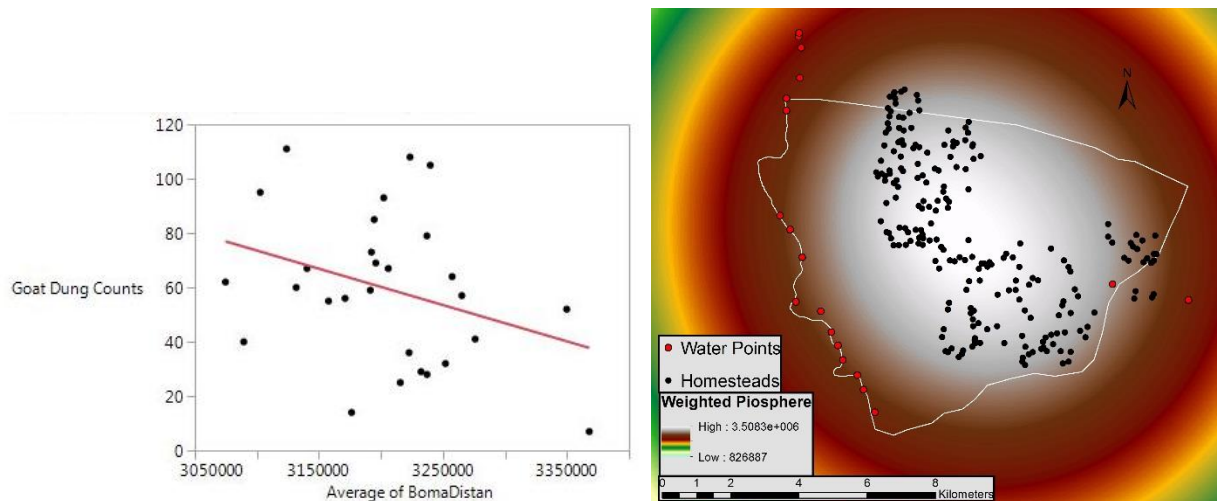 120
100
80
60
40
20
0
Goat Dung Counts
3050000 3150000 3250000 3350000
Average of BomaDistan
N
Water Points
Homesteads
Weighted Piosphere
High : 3.5083e+006
Low : 826887
0 1 2 4 6 8
Kilometers